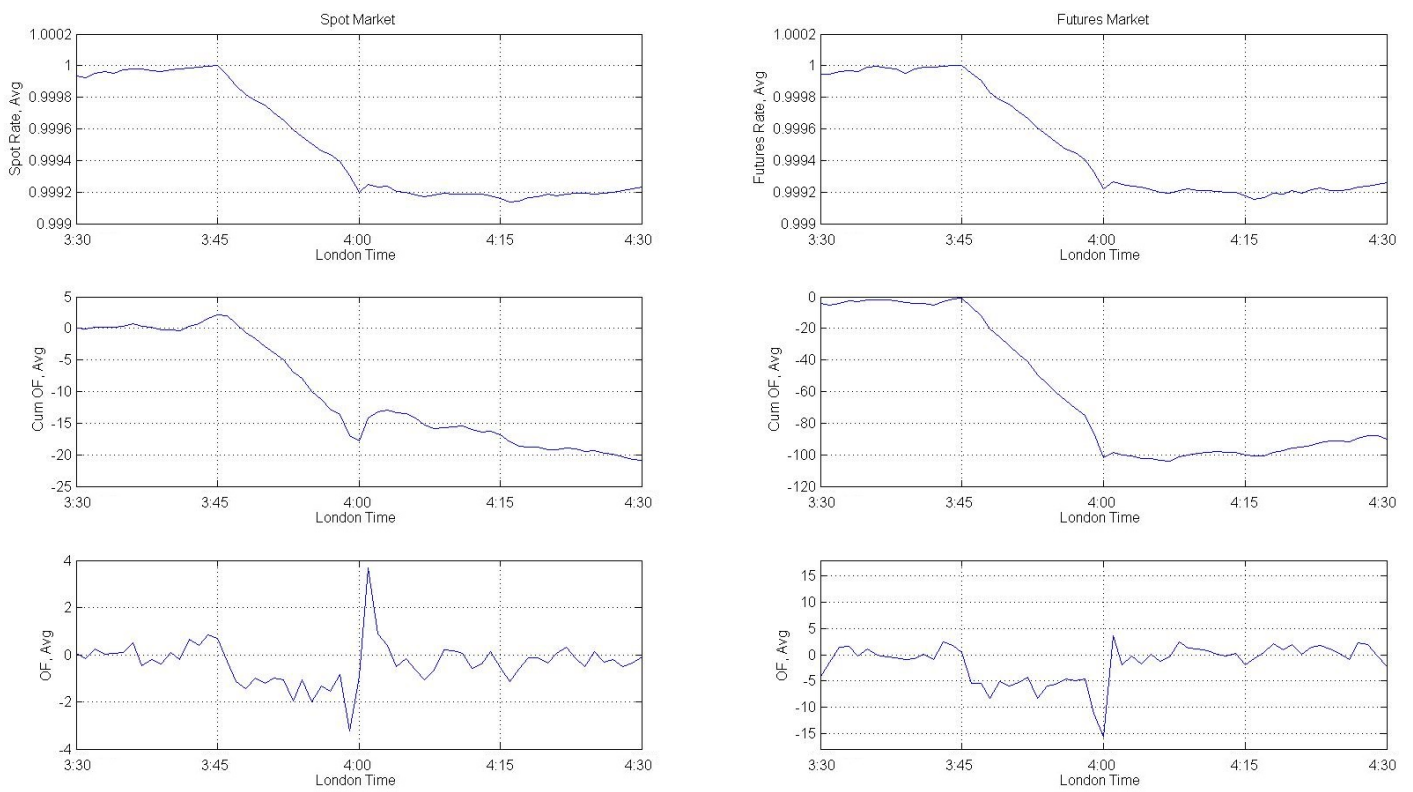 Spot Market
1.0002
1
0.9998
0.9996
0.9994
0.9992
0.999
Spot Rate, Avg
3:30 3:45 4:00 4:15 4:30
London Time
Futures Market
1.0002
1
0.9998
0.9996
0.9994
0.9992
0.999
Futures Rate, Avg
3:30 3:45 4:00 4:15 4:30
London Time
5
0
-5
-10
-15
-20
-25
Cum OF, Avg
3:30 3:45 4:00 4:15 4:30
London Time
0
-20
-40
-60
-80
-100
-120
Cum OF, Avg
3:30 3:45 4:00 4:15 4:30
London Time
4
2
0
-2
-4
OF, Avg
3:30 3:45 4:00 4:15 4:30
London Time
15
10
5
0
-5
-10
-15
OF, Avg
3:30 3:45 4:00 4:15 4:30
London Time